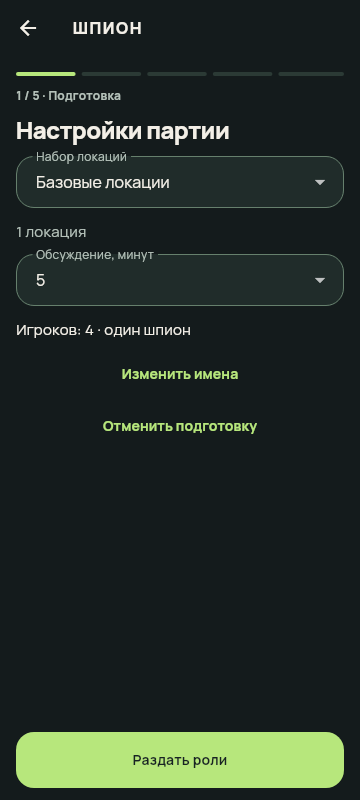 ШПИОН
1 / 5 · Подготовка
Настройки партии
Набор локаций
Базовые локации
1 локация
Обсуждение, минут
5
Игроков: 4 · один шпион
Изменить имена
Отменить подготовку
Раздать роли